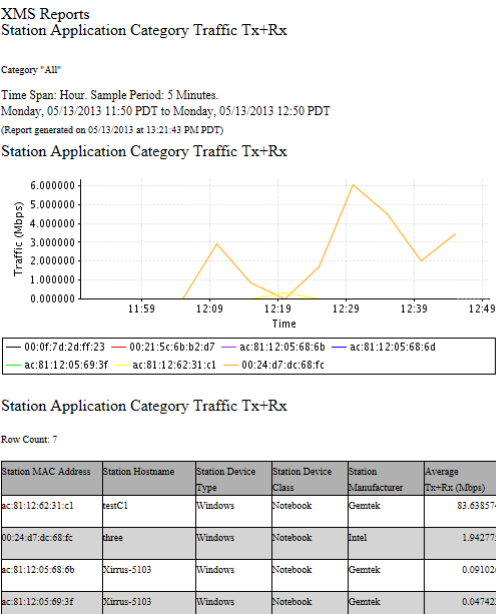 XMS Reports
Station Application Category Traffic Tx+Rx
Category "All"
Time Span: Hour. Sample Period: 5 Minutes.
Monday, 05/13/2013 11:50 PDT to Monday, 05/13/2013 12:50 PDT
(Report generated on 05/13/2013 at 13:21:43 PM PDT)
Station Application Category Traffic Tx+Rx
6.000000
5.000000
4.000000
3.000000
2.000000
1.000000
0.000000
Traffic (Mbps)
11:59 12:09 12:19 12:29 12:39 12:49
Time
00:0f:7d:2d:ff:23 00:21:5c:6b:b2:d7 ac:81:12:05:68:6b ac:81:12:05:68:6d
ac:81:12:05:69:3f ac:81:12:62:31:c1 00:24:d7:dc:68:fc
Station Application Category Traffic Tx+Rx
Row Count: 7
Station MAC Address Station Hostname Station Device Type Station Device Class Station Manufacturer Average Tx+Rx (Mbps)
ac:81:12:62:31:c1 testC1 Windows Notebook Gemtek 83.63857
00:24:d7:dc:68:fc three Windows Notebook Intel 1.94277
ac:81:12:05:68:6b Xirrus-5103 Windows Notebook Gemtek 0.09102
ac:81:12:05:69:3f Xirrus-5103 Windows Notebook Gemtek 0.04742